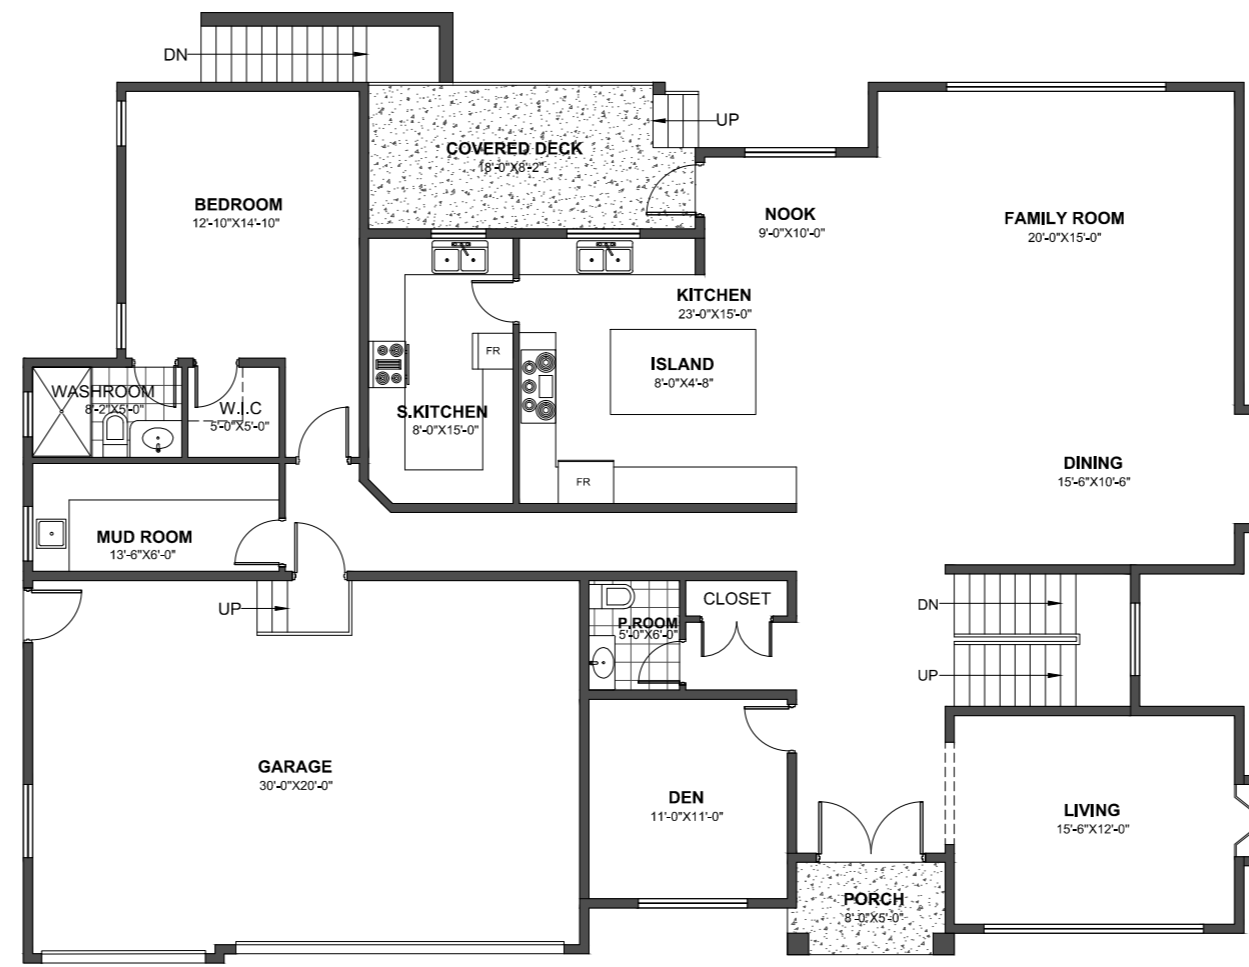 DN
UP
COVERED DECK
18'-0"X8'-2"
BEDROOM
12'-10"X14'-10"
NOOK
9'-0"X10'-0"
FAMILY ROOM
20'-0"X15'-0"
KITCHEN
23'-0"X15'-0"
FR
ISLAND
8'-0"X4'-8"
WASHROOM
8'-2"X5'-0"
W.I.C
5'-0"X5'-0"
S.KITCHEN
8'-0"X15'-0"
DINING
15'-6"X10'-6"
FR
MUD ROOM
13'-6"X6'-0"
UP
CLOSET
P.ROOM
5'-0"X6'-0"
DN
UP
GARAGE
30'-0"X20'-0"
DEN
11'-0"X11'-0"
LIVING
15'-6"X12'-0"
PORCH
8'-0"X5'-0"